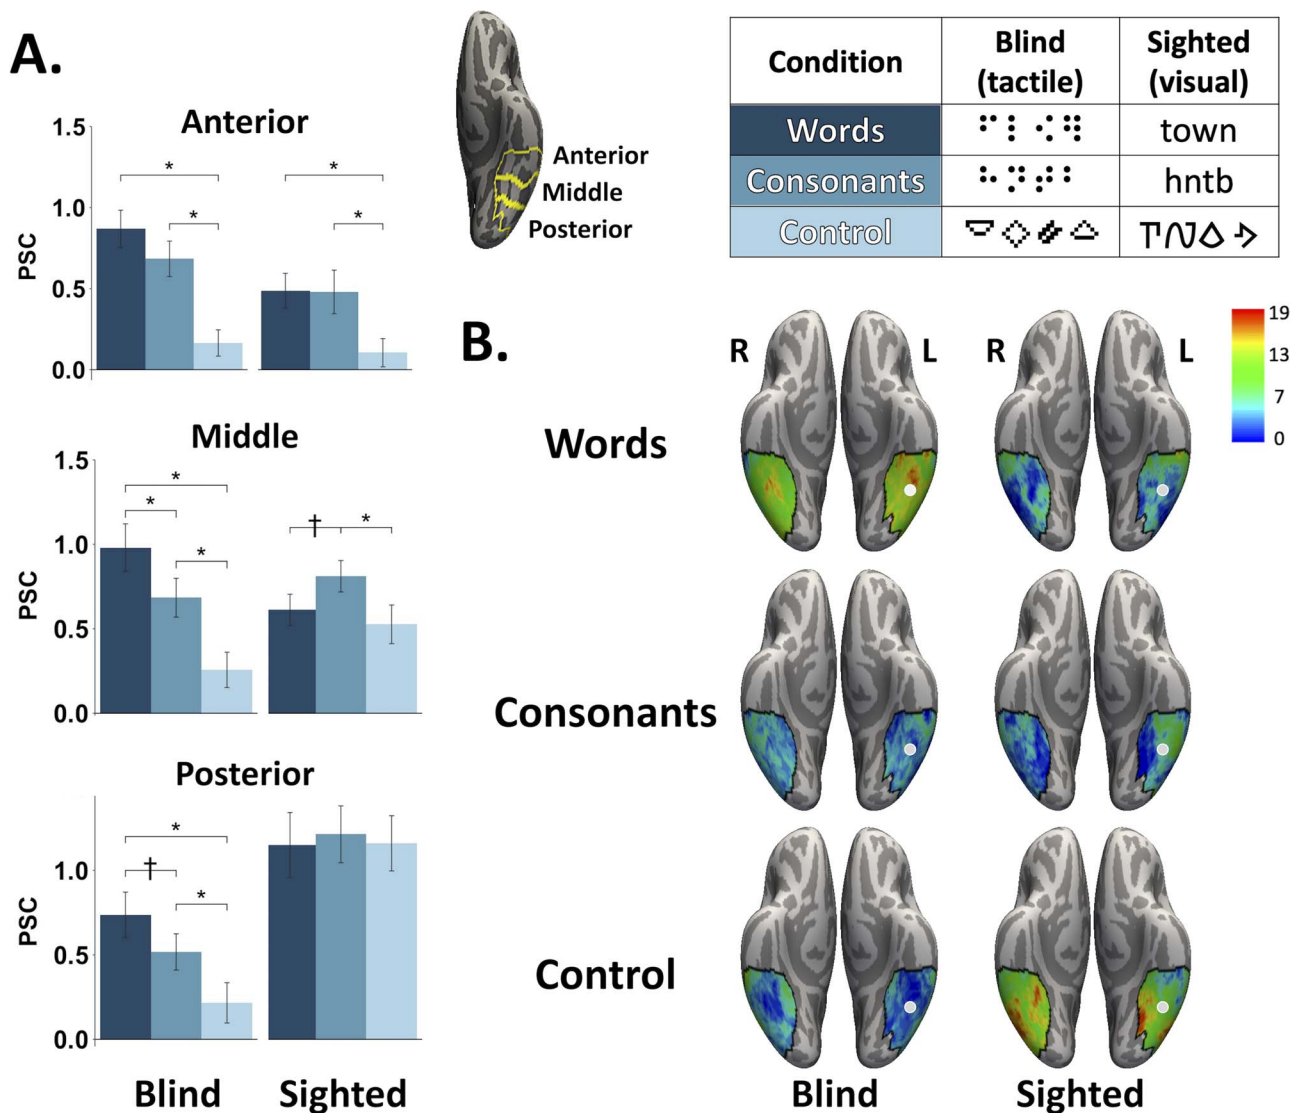 A.
Anterior
1.5
1.0
0.5
0.0
PSC
*
*
*
*
Anterior
Middle
Posterior
Condition
Blind
(tactile)
Sighted
(visual)
Words
⠋⠇⠪⠻
town
Consonants
hntb
Control
Middle
1.5
1.0
0.5
0.0
PSC
*
*
*
†
*
Posterior
1.0
0.5
0.0
PSC
*
†
*
Blind
Sighted
B.
R
L
R
L
19
13
7
0
Words
Consonants
Control
Blind
Sighted